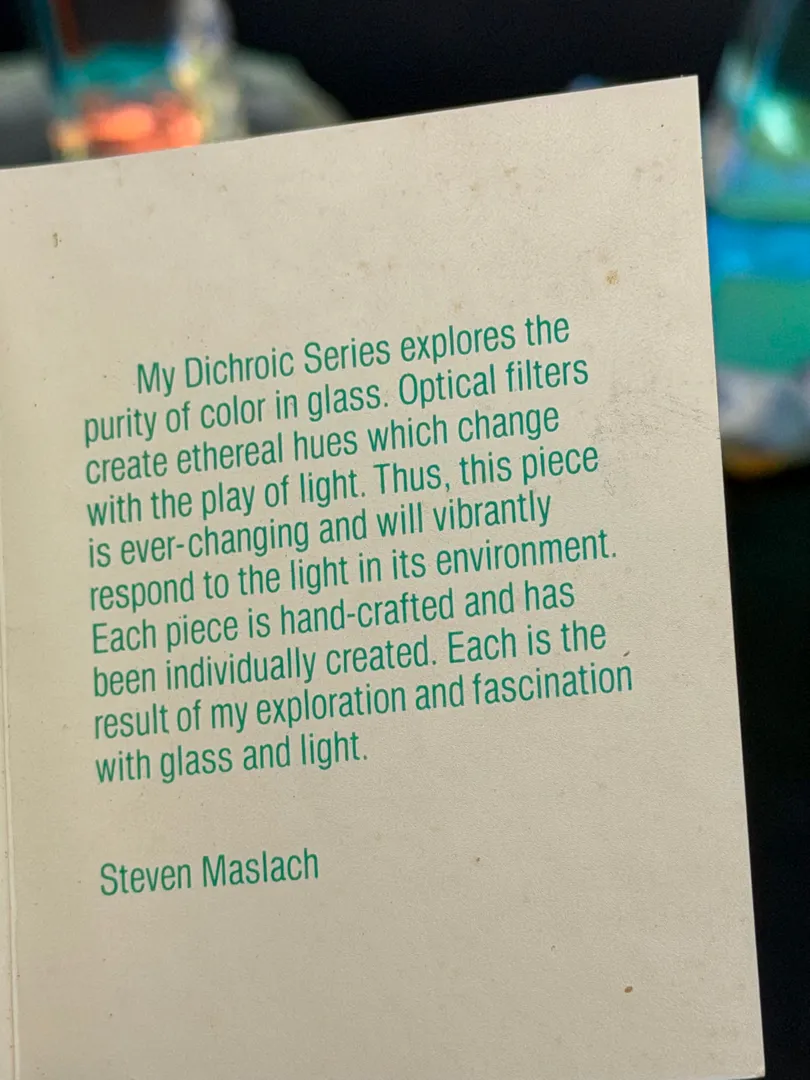 My Dichroic Series explores the
purity of color in glass. Optical filters
create ethereal hues which change
with the play of light. Thus, this piece
is ever-changing and will vibrantly
respond to the light in its environment.
Each piece is hand-crafted and has
been individually created. Each is the
result of my exploration and fascination
with glass and light.
Steven Maslach